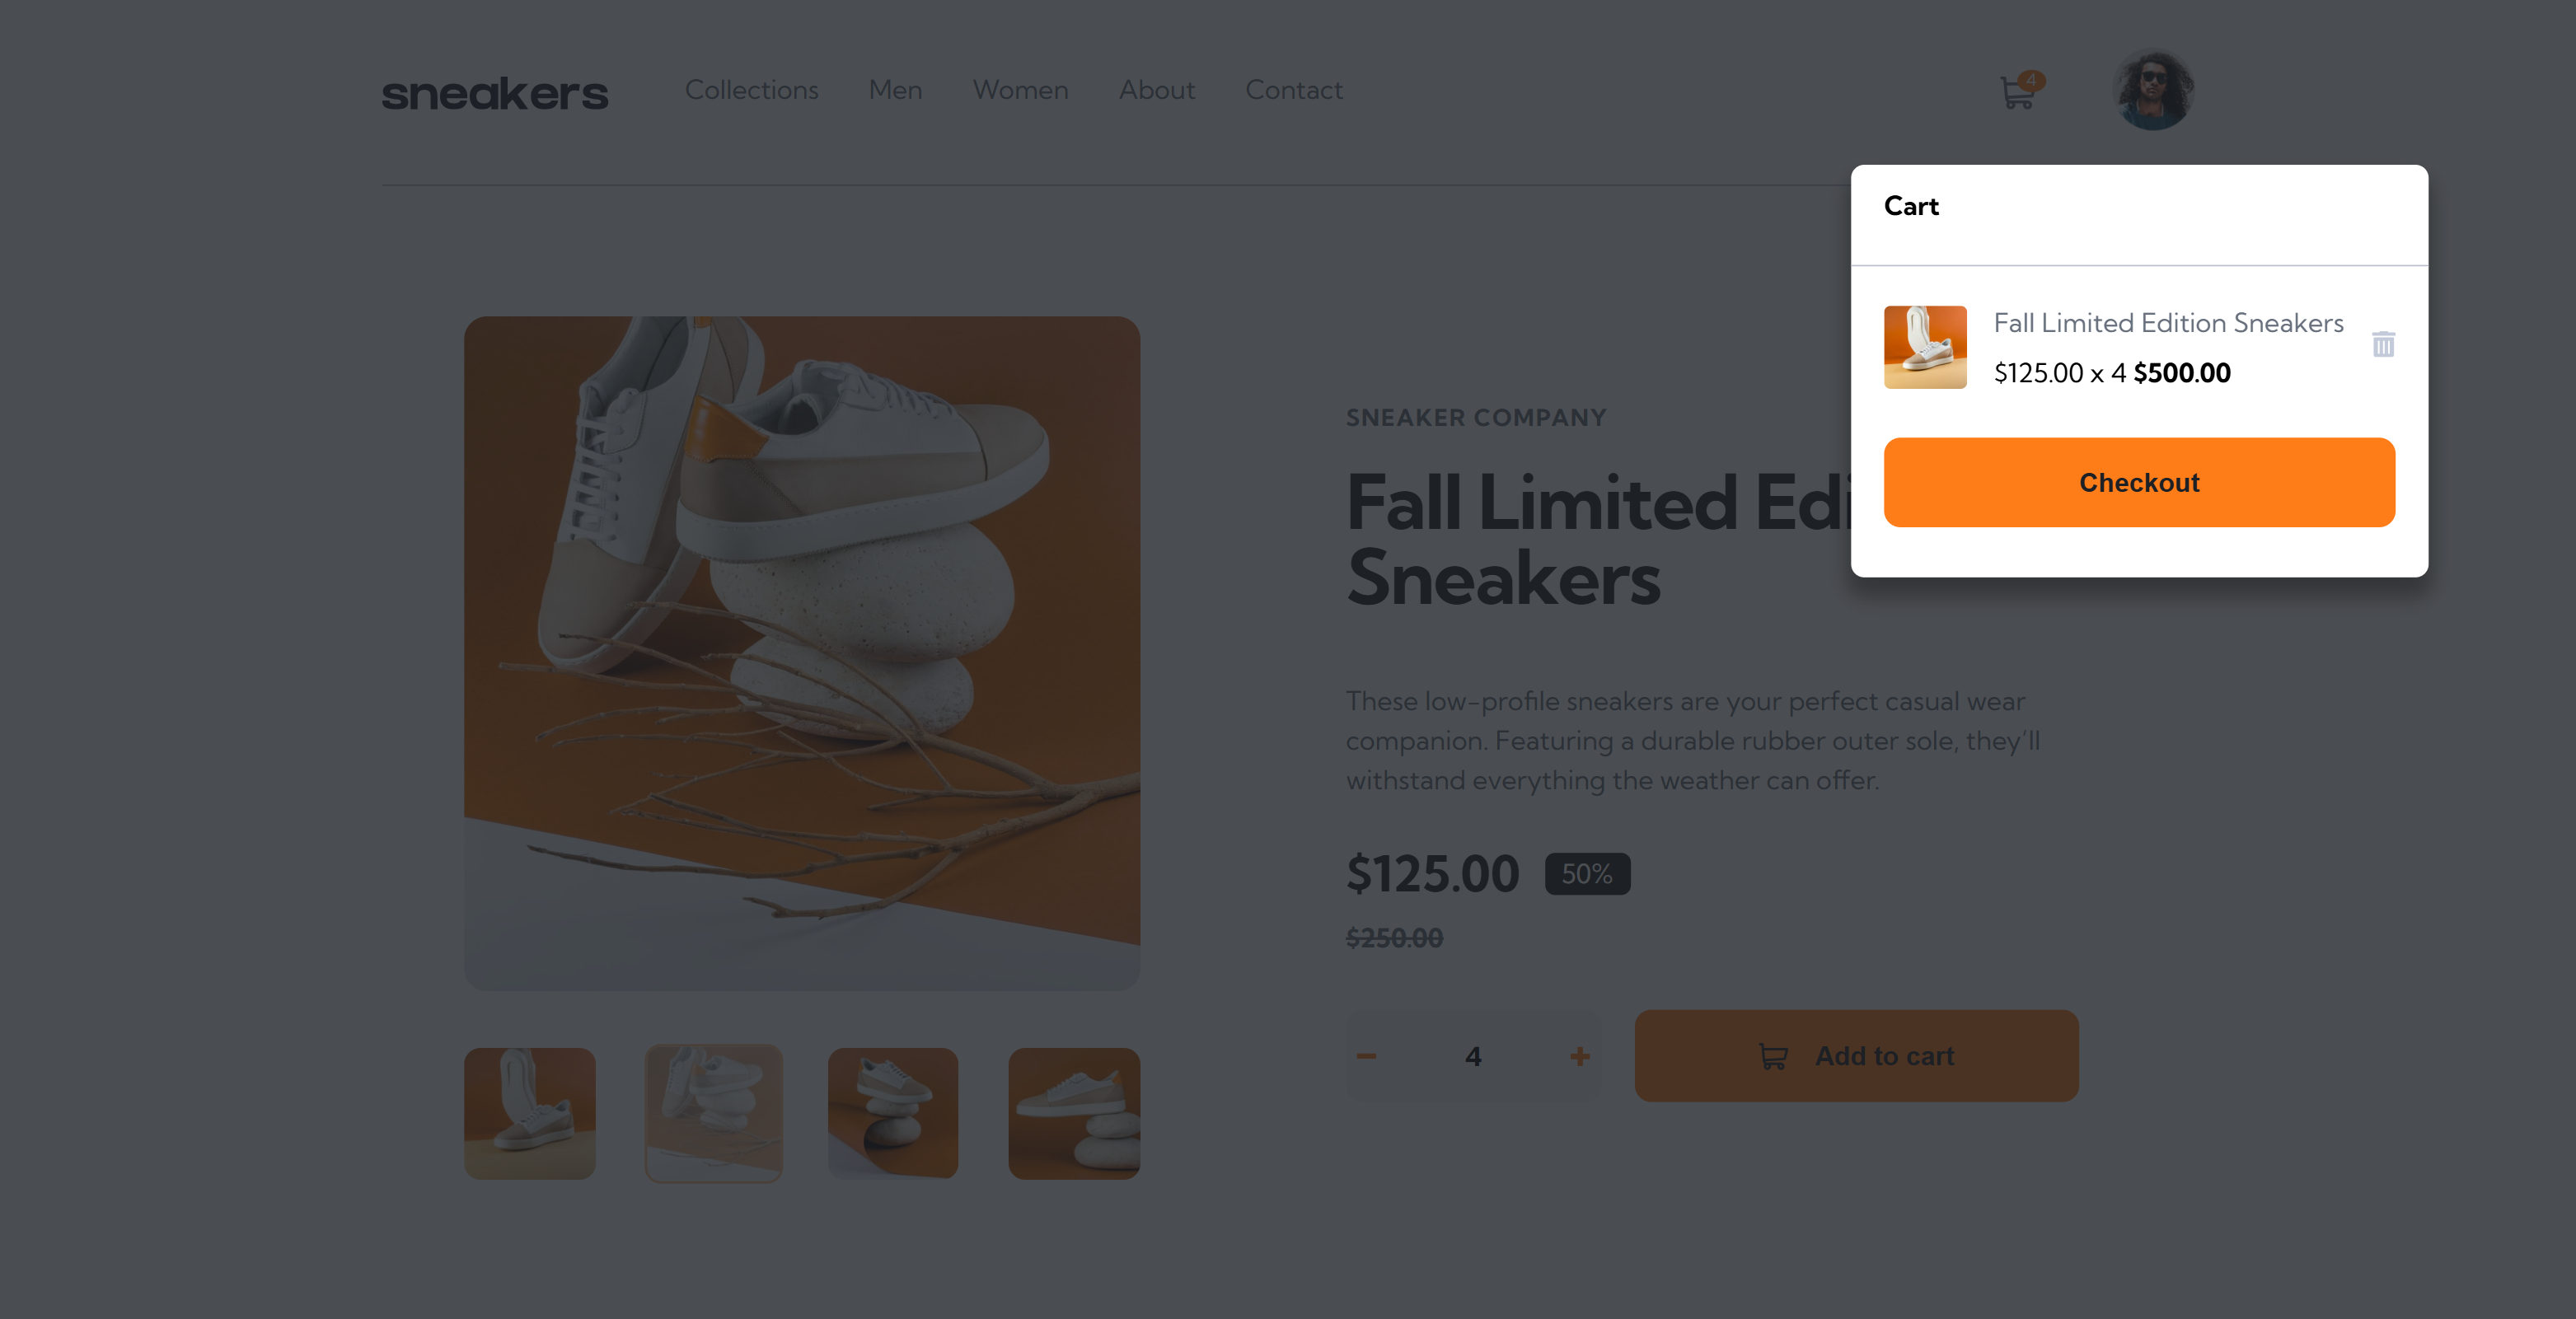 sneakers
Collections Men Women About Contact
4
Cart
Fall Limited Edition Sneakers
$125.00 x 4 $500.00
Checkout
SNEAKER COMPANY
Fall Limited Edi
Sneakers
These low-profile sneakers are your perfect casual wear
companion. Featuring a durable rubber outer sole, they’ll
withstand everything the weather can offer.
$125.00 50%
$250.00
- 4 +
Add to cart